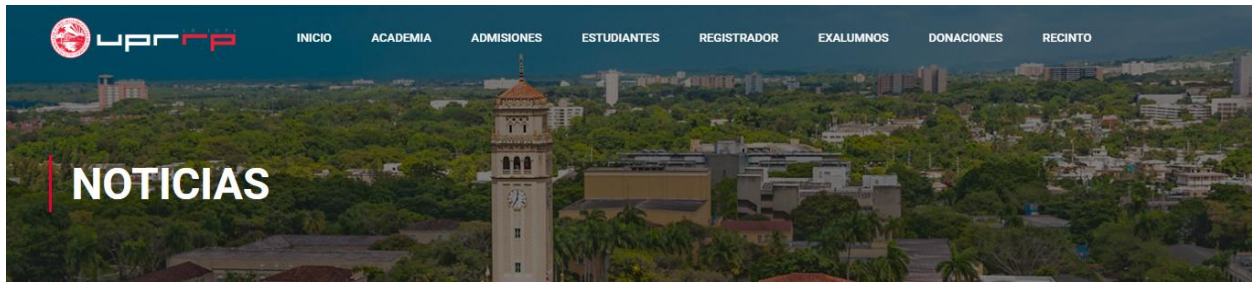 uprrp
INICIO ACADEMIA ADMISIONES ESTUDIANTES REGISTRADOR EXALUMNOS DONACIONES RECINTO
NOTICIAS